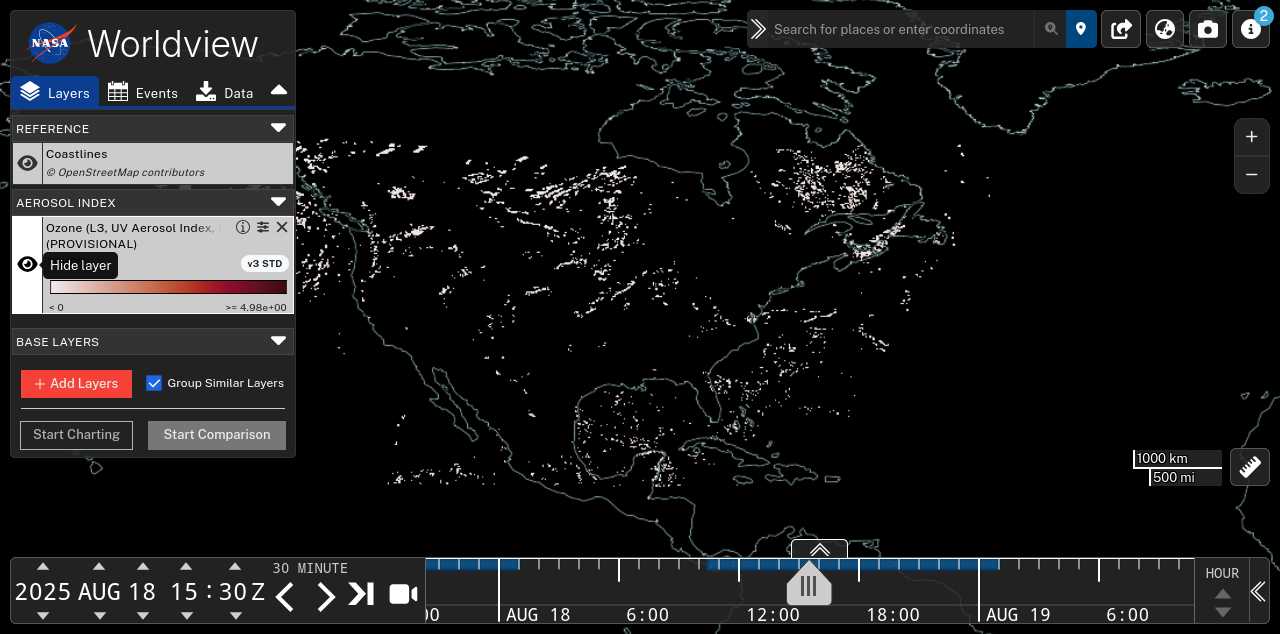 NASA
Worldview
Layers
Events
Data
REFERENCE
Coastlines
© OpenStreetMap contributors
AEROSOL INDEX
Ozone (L3, UV Aerosol Index,
(PROVISIONAL)
Hide layer
v3 STD
< 0
>= 4.98e+00
BASE LAYERS
+ Add Layers
Group Similar Layers
Start Charting
Start Comparison
Search for places or enter coordinates
2
+
−
1000 km
500 mi
2025 AUG 18 15 : 30 Z
30 MINUTE
00
AUG 18
6:00
12:00
18:00
AUG 19
6:00
HOUR